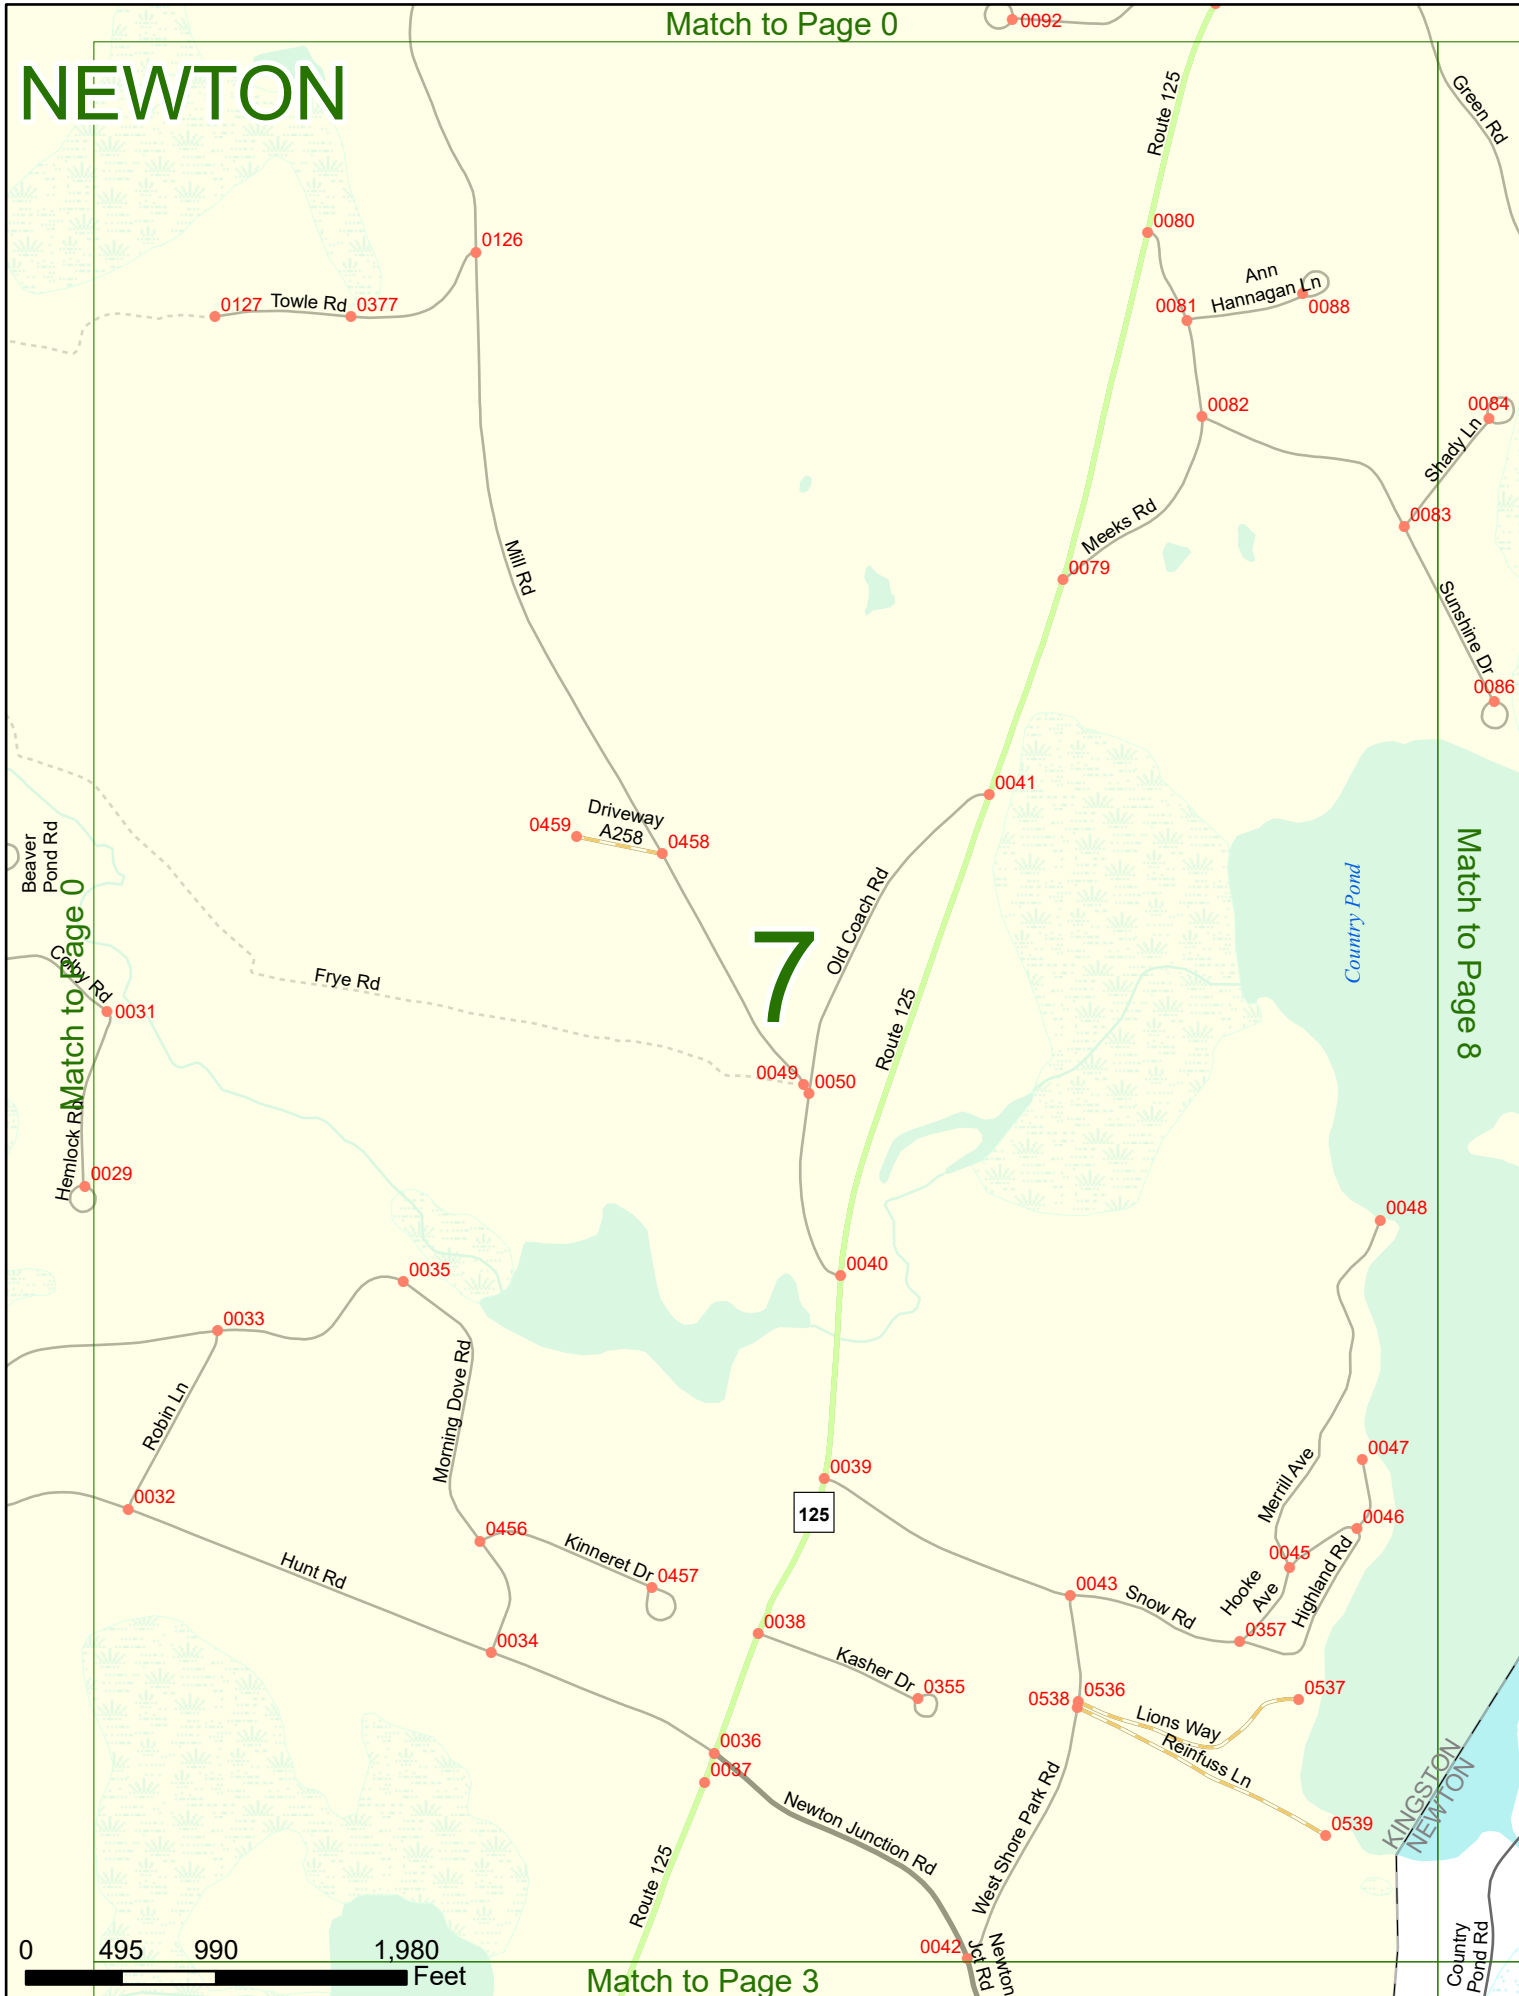 Match to Page 0
0092
NEWTON
Route 125
Green Rd
0126
0080
Ann
Hannagan Ln
0127
Towle Rd
0377
0081
0088
0082
0084
Shady Ln
0083
Meeks Rd
Mill Rd
0079
Sunshine Dr
0086
0041
Driveway
A258
0459
0458
Beaver
Pond Rd
Match to Page 0
Match to Page 8
Country Pond
Old Coach Rd
7
Colby Rd
Frye Rd
0031
Route 125
0049
0050
Hemlock Rd
0029
0048
0040
0035
0033
Morning Dove Rd
Robin Ln
0039
125
0047
Merrill Ave
0032
0046
0456
Kinneret Dr
0457
Hunt Rd
0045
Hooke
Ave
Highland Rd
0043
Snow Rd
0357
0038
0034
Kasher Dr
0355
0536
0538
0537
Lions Way
Reinfuss Ln
0036
0037
KINGSTON
NEWTON
0539
West Shore Park Rd
Newton Junction Rd
Route 125
0042
Newton
Jct Rd
Country
Pond Rd
0 495 990 1,980
Feet
Match to Page 3